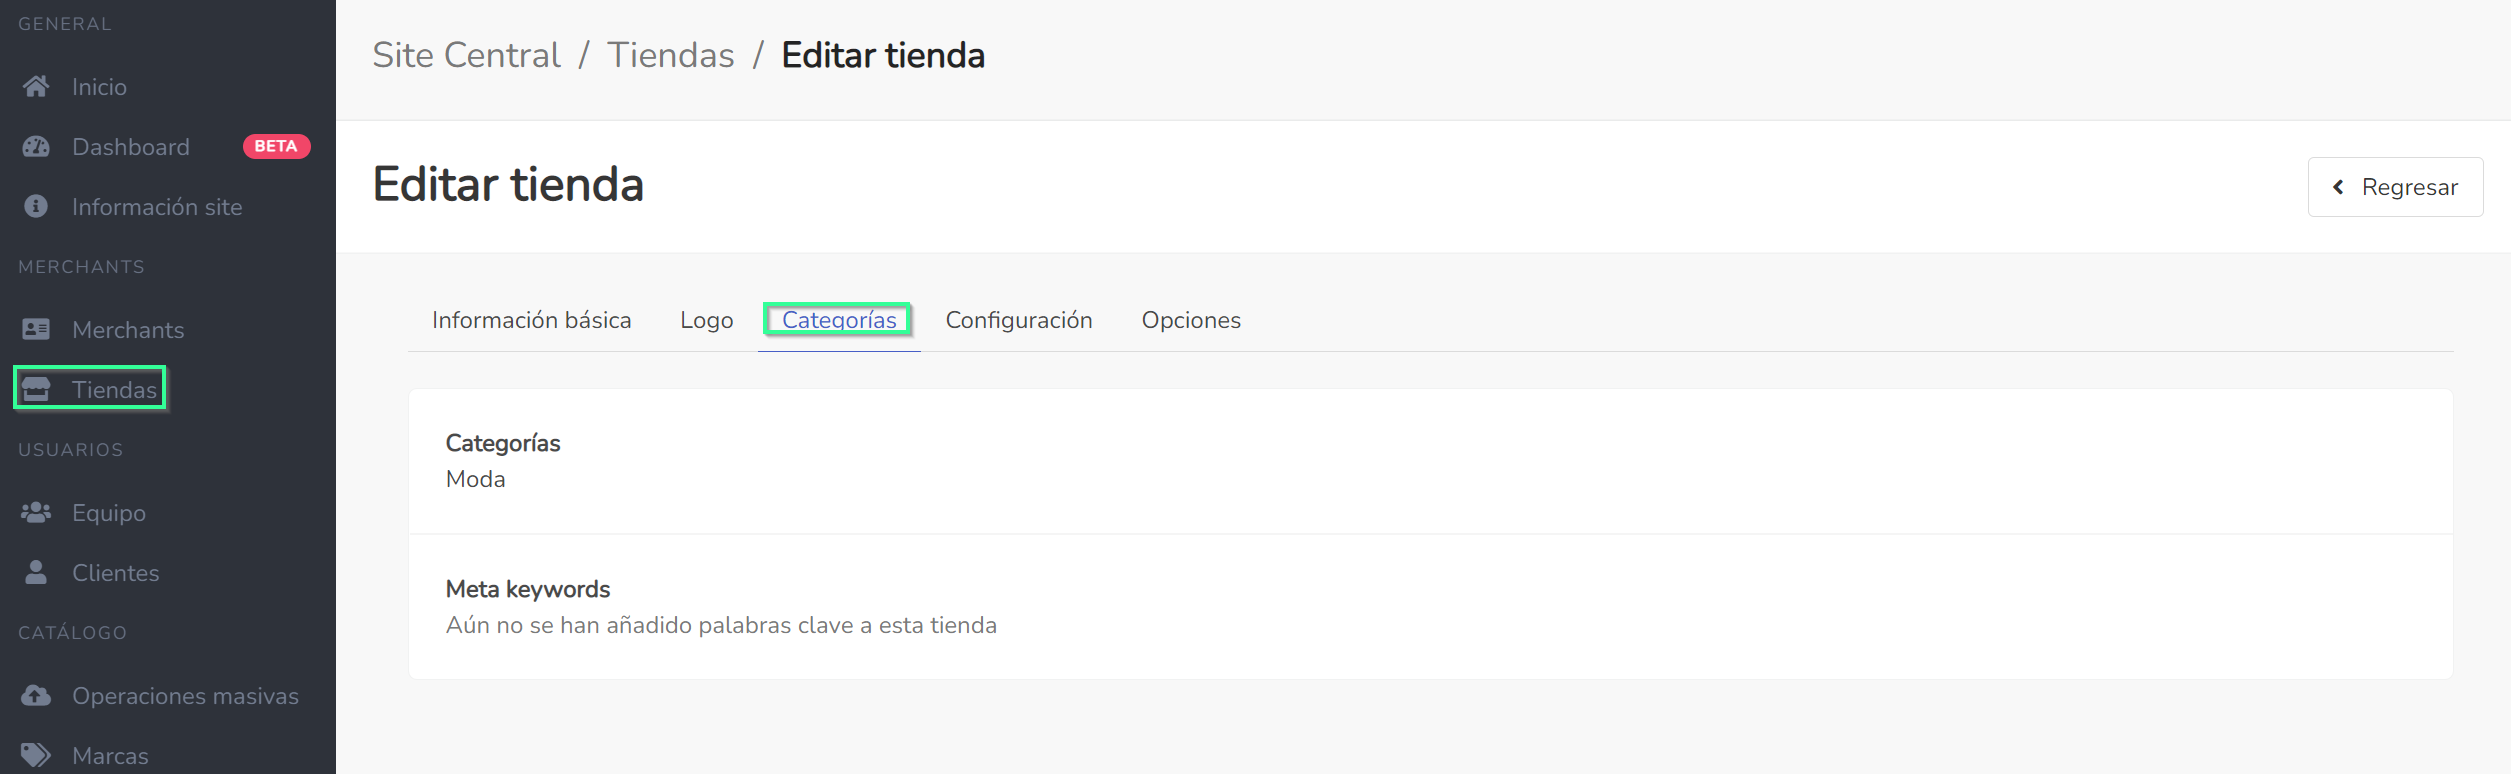 GENERAL
Inicio
Dashboard BETA
Información site
MERCHANTS
Merchants
Tiendas
USUARIOS
Equipo
Clientes
CATÁLOGO
Operaciones masivas
Marcas
Site Central / Tiendas / Editar tienda
Editar tienda
Regresar
Información básica Logo Categorías Configuración Opciones
Categorías
Moda
Meta keywords
Aún no se han añadido palabras clave a esta tienda